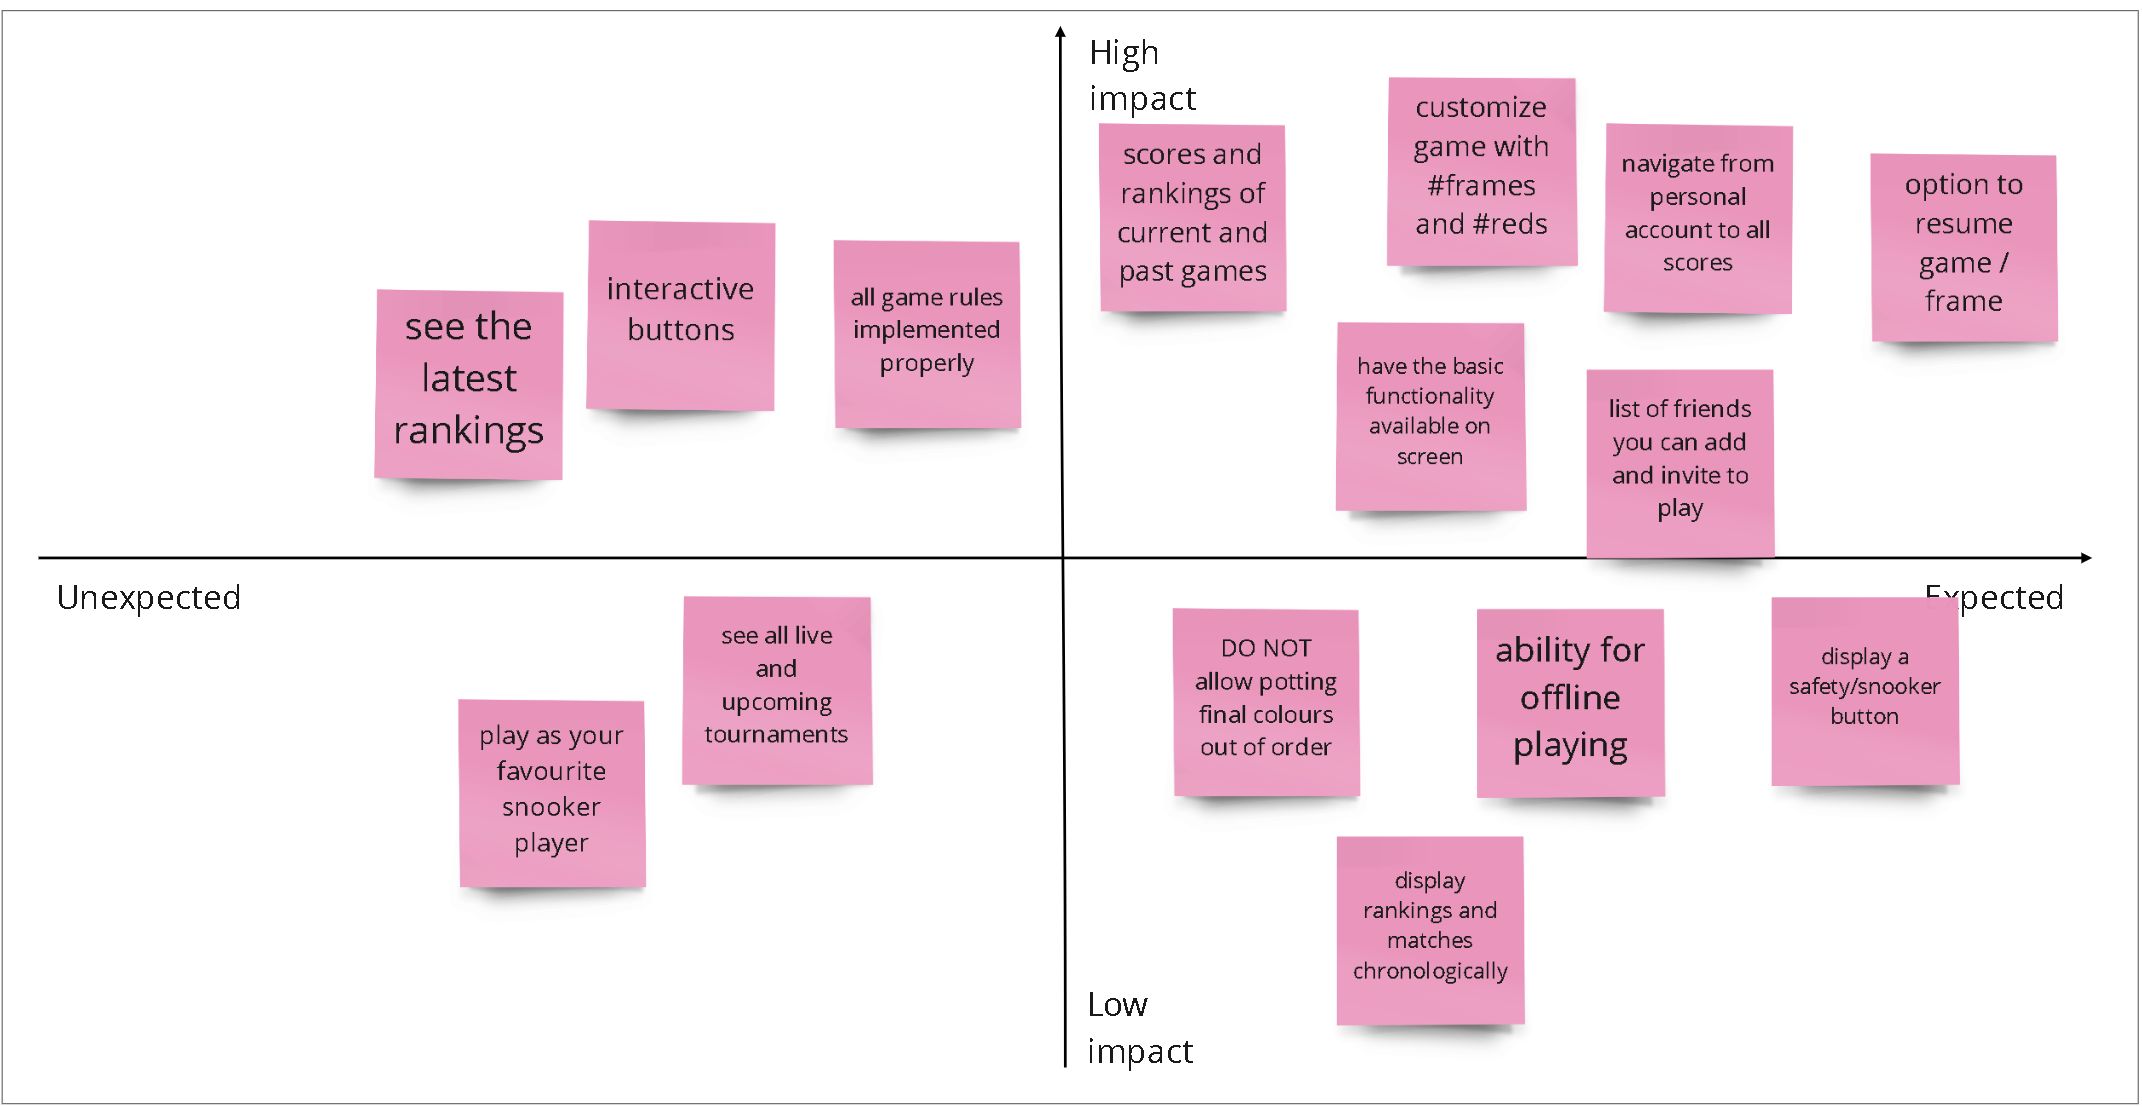 High
impact
customize
game with
#frames
and #reds
scores and
rankings of
current and
past games
navigate from
personal
account to all
scores
option to
resume
game /
frame
interactive
buttons
all game rules
implemented
properly
see the
latest
rankings
have the basic
functionality
available on
screen
list of friends
you can add
and invite to
play
Unexpected
Expected
see all live
and
upcoming
tournaments
DO NOT
allow potting
final colours
out of order
ability for
offline
playing
display a
safety/snooker
button
play as your
favourite
snooker
player
display
rankings and
matches
chronologically
Low
impact